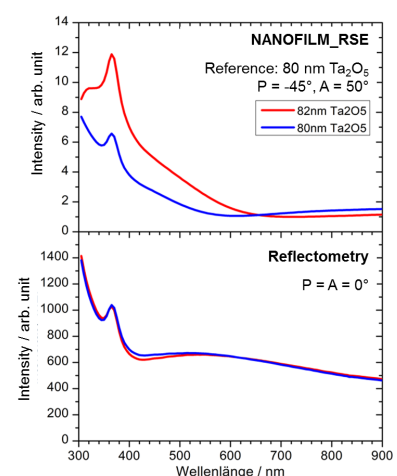 14
12
10
8
6
4
2
0
Intensity / arb. unit
NANOFILM_RSE
Reference: 80 nm Ta₂O₅
P = -45°, A = 50°
82nm Ta2O5
80nm Ta2O5
1400
1200
1000
800
600
400
200
0
Intensity / arb. unit
Reflectometry
P = A = 0°
300 400 500 600 700 800 900
Wellenlänge / nm